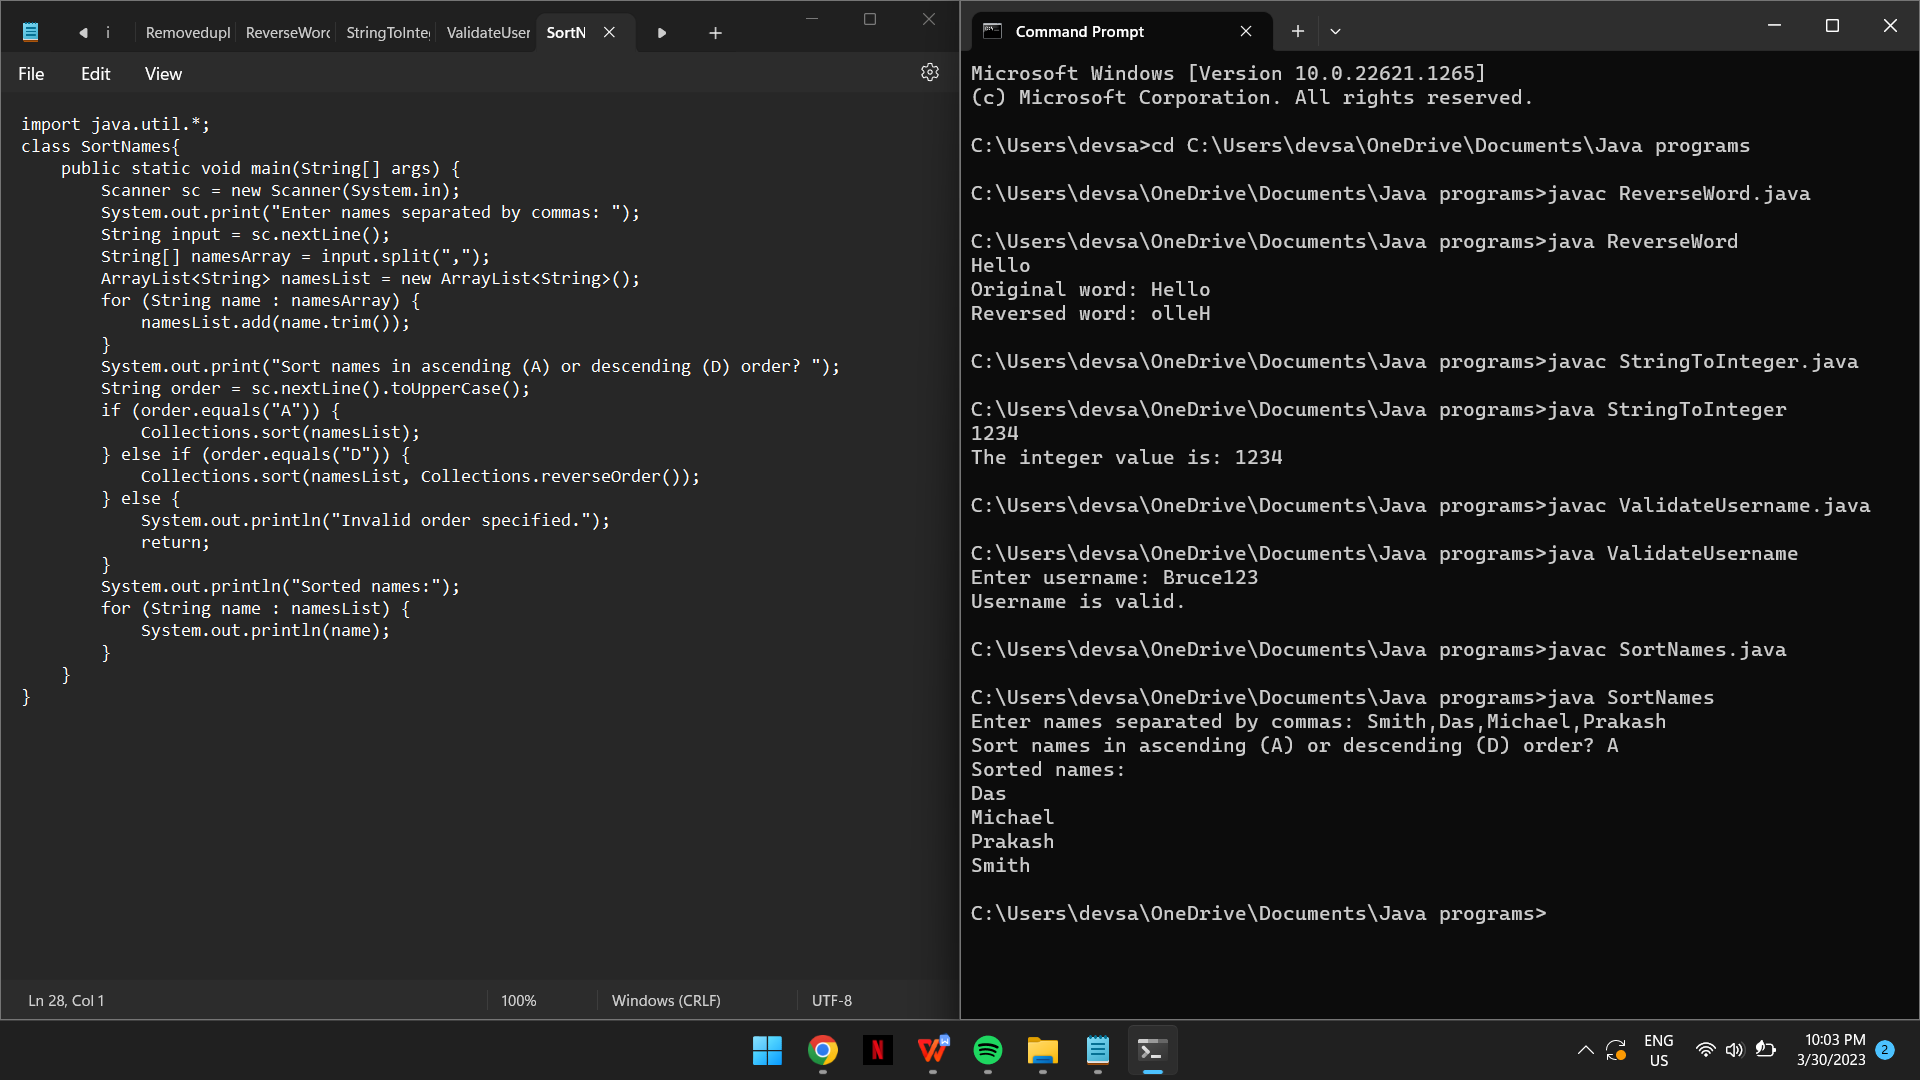 i
Removedupl
ReverseWord
StringToInteg
ValidateUser
SortN
File
Edit
View
import java.util.*;
class SortNames{
    public static void main(String[] args) {
        Scanner sc = new Scanner(System.in);
        System.out.print("Enter names separated by commas: ");
        String input = sc.nextLine();
        String[] namesArray = input.split(",");
        ArrayList<String> namesList = new ArrayList<String>();
        for (String name : namesArray) {
            namesList.add(name.trim());
        }
        System.out.print("Sort names in ascending (A) or descending (D) order? ");
        String order = sc.nextLine().toUpperCase();
        if (order.equals("A")) {
            Collections.sort(namesList);
        } else if (order.equals("D")) {
            Collections.sort(namesList, Collections.reverseOrder());
        } else {
            System.out.println("Invalid order specified.");
            return;
        }
        System.out.println("Sorted names:");
        for (String name : namesList) {
            System.out.println(name);
        }
    }
}
Ln 28, Col 1
100%
Windows (CRLF)
UTF-8
Command Prompt
Microsoft Windows [Version 10.0.22621.1265]
(c) Microsoft Corporation. All rights reserved.
C:\Users\devsa>cd C:\Users\devsa\OneDrive\Documents\Java programs
C:\Users\devsa\OneDrive\Documents\Java programs>javac ReverseWord.java
C:\Users\devsa\OneDrive\Documents\Java programs>java ReverseWord
Hello
Original word: Hello
Reversed word: olleH
C:\Users\devsa\OneDrive\Documents\Java programs>javac StringToInteger.java
C:\Users\devsa\OneDrive\Documents\Java programs>java StringToInteger
1234
The integer value is: 1234
C:\Users\devsa\OneDrive\Documents\Java programs>javac ValidateUsername.java
C:\Users\devsa\OneDrive\Documents\Java programs>java ValidateUsername
Enter username: Bruce123
Username is valid.
C:\Users\devsa\OneDrive\Documents\Java programs>javac SortNames.java
C:\Users\devsa\OneDrive\Documents\Java programs>java SortNames
Enter names separated by commas: Smith,Das,Michael,Prakash
Sort names in ascending (A) or descending (D) order? A
Sorted names:
Das
Michael
Prakash
Smith
C:\Users\devsa\OneDrive\Documents\Java programs>
N
W
ENG
US
10:03 PM
3/30/2023
2